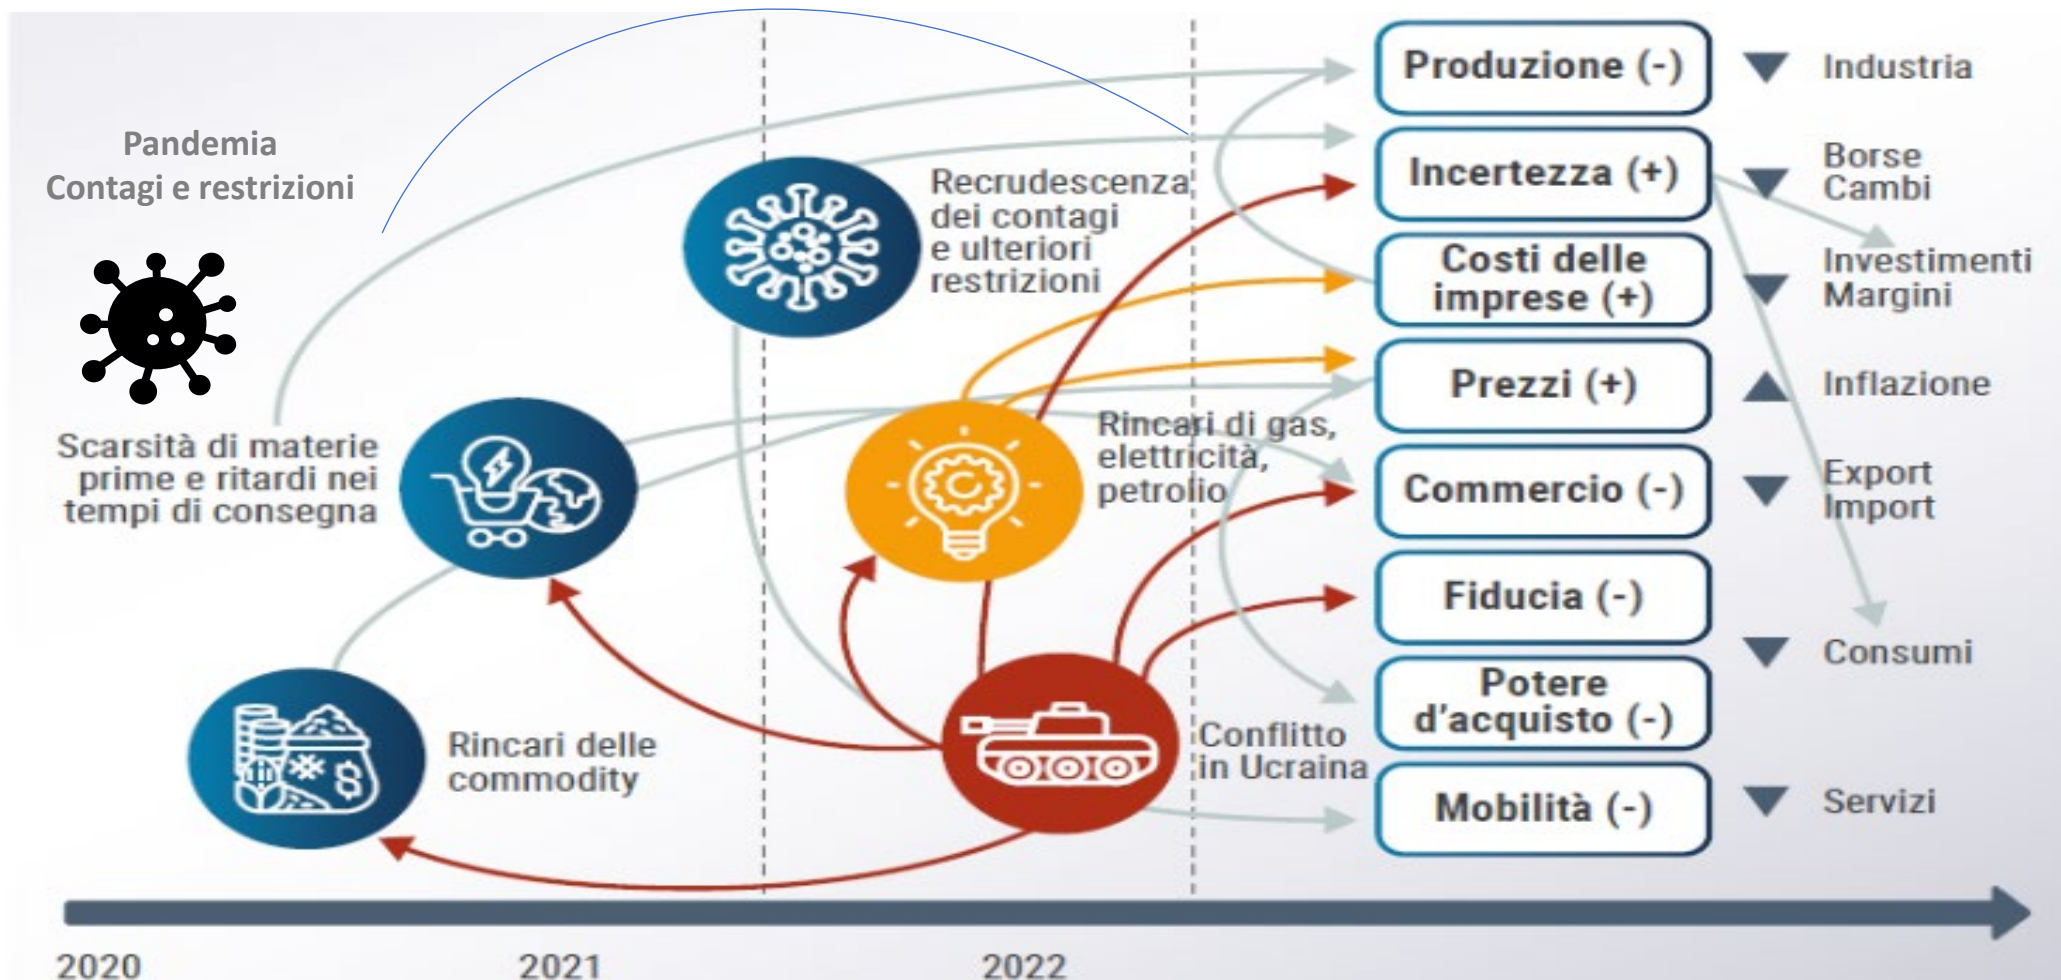 Pandemia
Contagi e restrizioni
Scarsità di materie
prime e ritardi nei
tempi di consegna
Rincari delle
commodity
Recrudescenza
dei contagi
e ulteriori
restrizioni
Rincari di gas,
elettricità,
petrolio
Conflitto
in Ucraina
Produzione (-)
Industria
Incertezza (+)
Borse
Cambi
Costi delle
imprese (+)
Investimenti
Margini
Prezzi (+)
Inflazione
Commercio (-)
Export
Import
Fiducia (-)
Consumi
Potere
d'acquisto (-)
Mobilità (-)
Servizi
2020
2021
2022